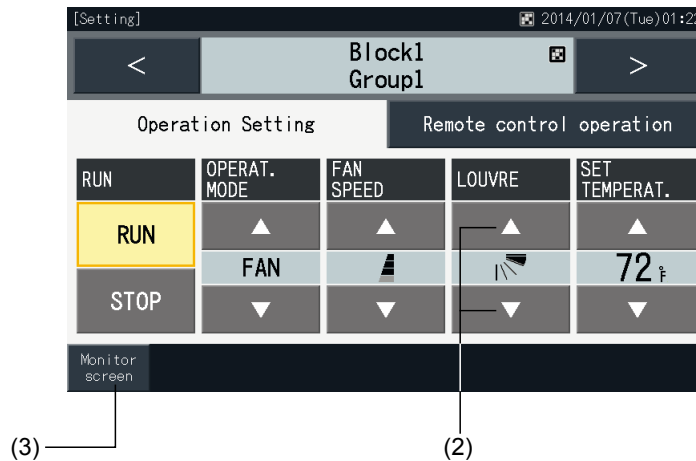 [Setting]
2014/01/07(Tue)01:22
<
Block1
Group1
>
Operation Setting
Remote control operation
RUN
OPERAT.
MODE
FAN
SPEED
LOUVRE
SET
TEMPERAT.
RUN
FAN
72 °F
STOP
Monitor
screen
(3)
(2)